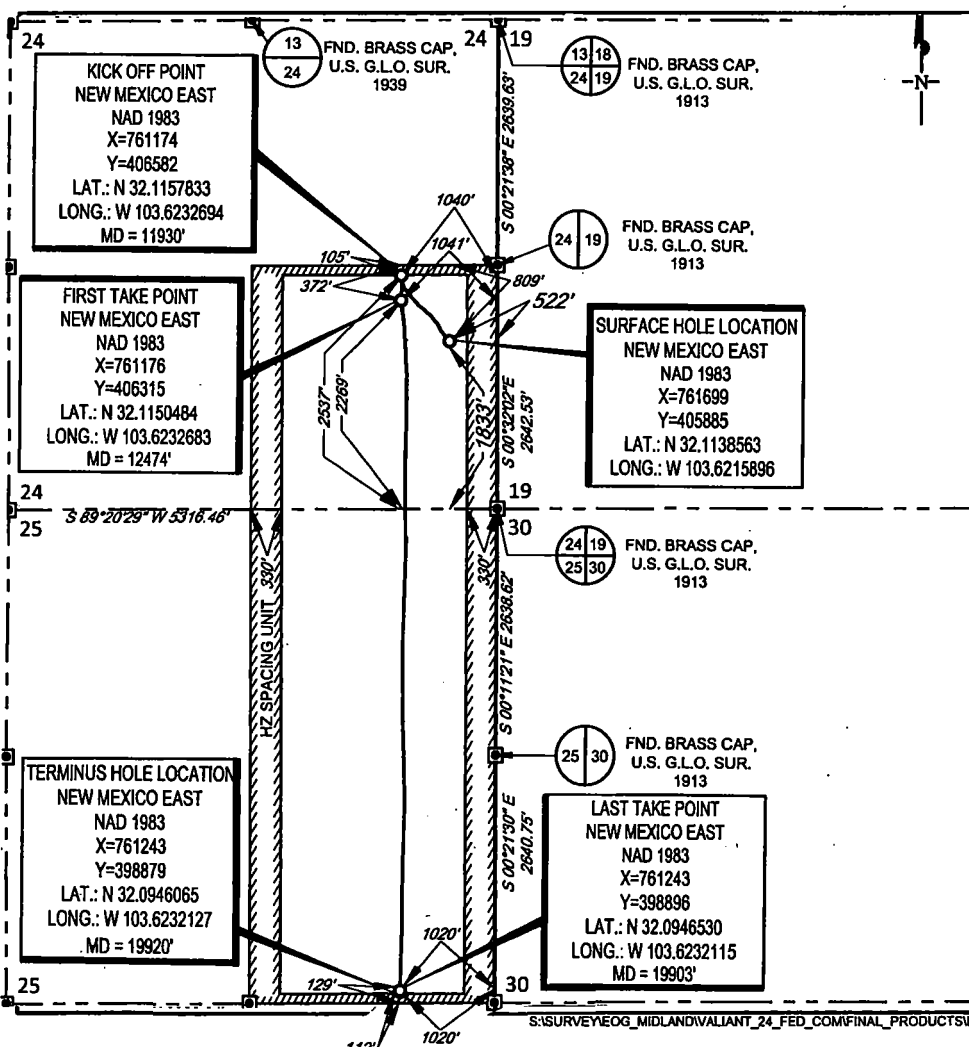 24
13
24
FND. BRASS CAP,
U.S. G.L.O. SUR.
1939
24
19
13
18
24
19
FND. BRASS CAP,
U.S. G.L.O. SUR.
1913
-N-
KICK OFF POINT
NEW MEXICO EAST
NAD 1983
X=761174
Y=406582
LAT.: N 32.1157833
LONG.: W 103.6232694
MD = 11930'
S 00°21'38" E 2639.63'
1040'
24
19
FND. BRASS CAP,
U.S. G.L.O. SUR.
1913
105'
1041'
372'
809'
522'
FIRST TAKE POINT
NEW MEXICO EAST
NAD 1983
X=761176
Y=406315
LAT.: N 32.1150484
LONG.: W 103.6232683
MD = 12474'
SURFACE HOLE LOCATION
NEW MEXICO EAST
NAD 1983
X=761699
Y=405885
LAT.: N 32.1138563
LONG.: W 103.6215896
2537'
2269'
1833'
S 00°32'02"E
2642.53'
24
25
S 89°20'29" W 5316.46'
19
30
24
19
25
30
FND. BRASS CAP,
U.S. G.L.O. SUR.
1913
330'
330'
HZ SPACING UNIT
S 00°11'21" E 2638.62'
25
30
FND. BRASS CAP,
U.S. G.L.O. SUR.
1913
TERMINUS HOLE LOCATION
NEW MEXICO EAST
NAD 1983
X=761243
Y=398879
LAT.: N 32.0946065
LONG.: W 103.6232127
MD = 19920'
S 00°21'30" E
2640.75'
LAST TAKE POINT
NEW MEXICO EAST
NAD 1983
X=761243
Y=398896
LAT.: N 32.0946530
LONG.: W 103.6232115
MD = 19903'
1020'
129'
25
30
1020'
112'
S:\SURVEY\EOG_MIDLAND\VALIANT_24_FED_COM\FINAL_PRODUCTS\